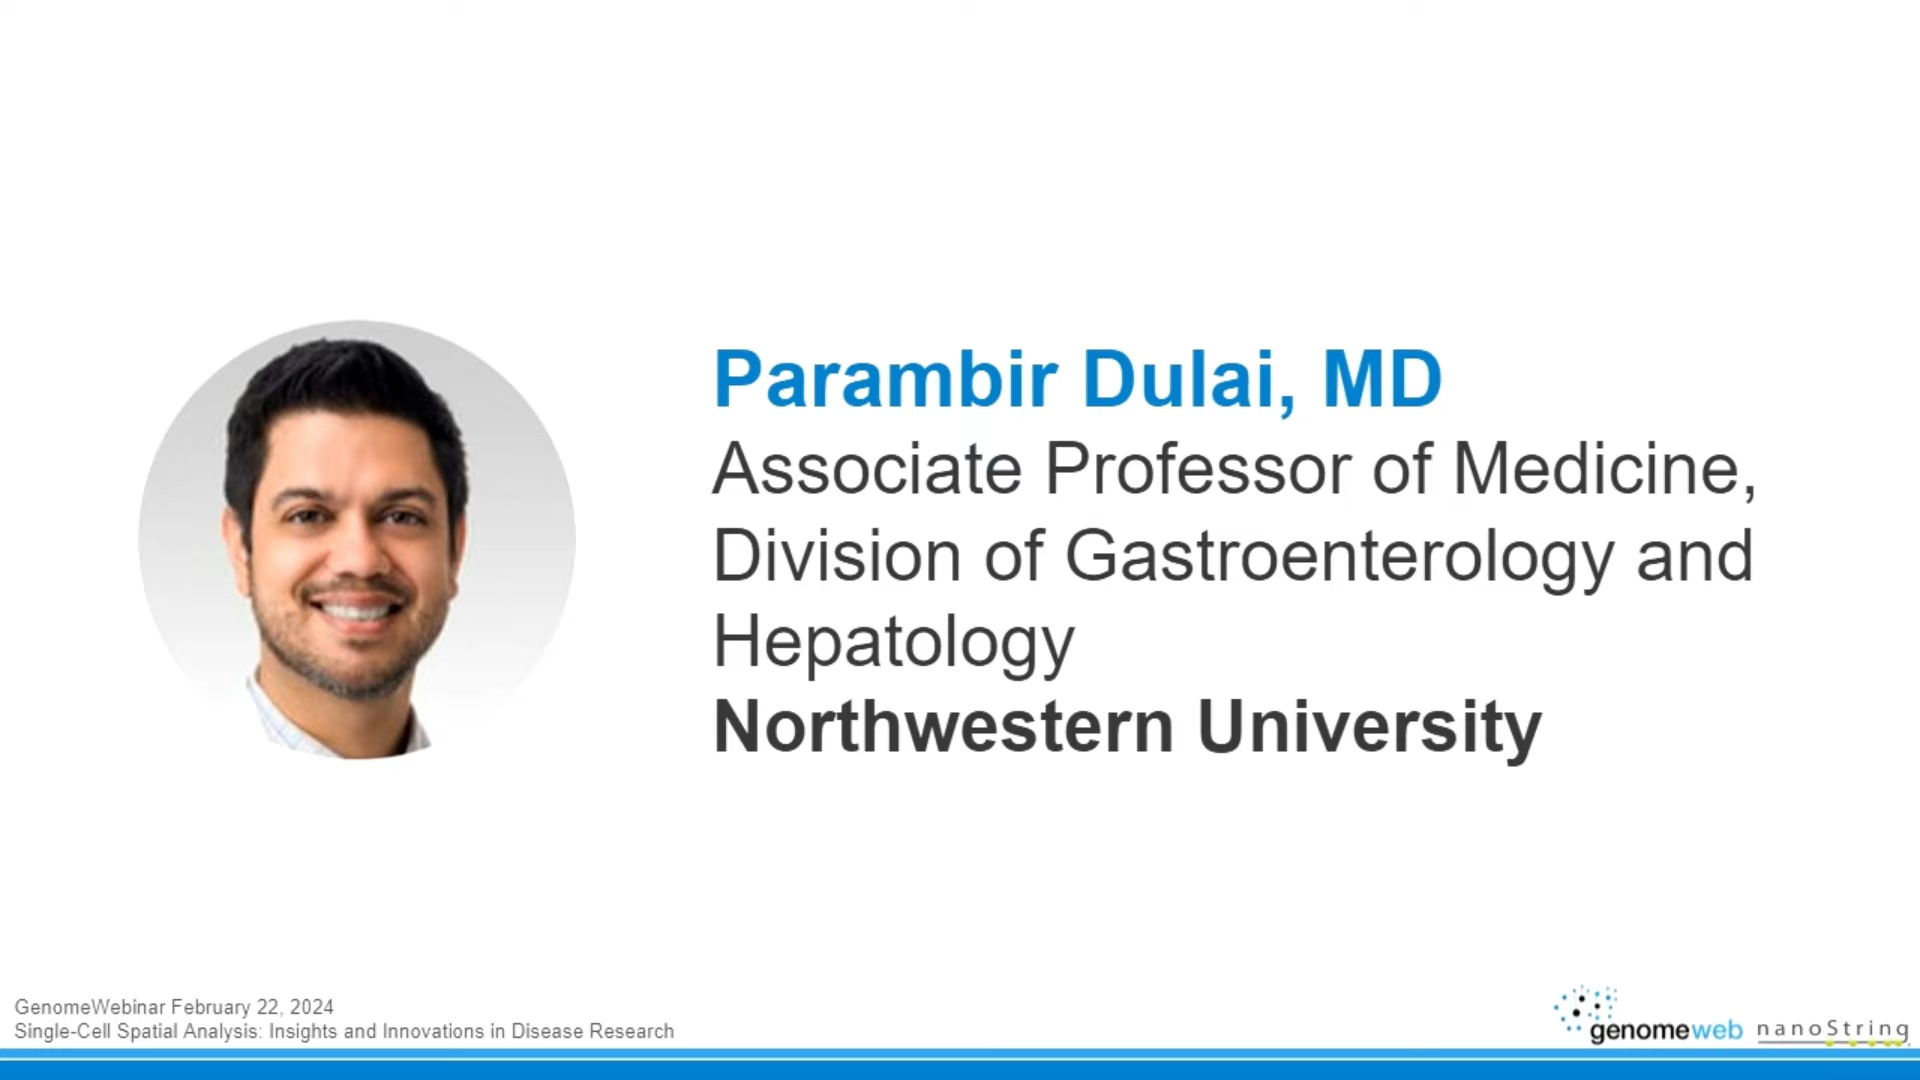 Parambir Dulai, MD
Associate Professor of Medicine,
Division of Gastroenterology and
Hepatology
Northwestern University
GenomeWebinar February 22, 2024
Single-Cell Spatial Analysis: Insights and Innovations in Disease Research
genomeweb
nanoString